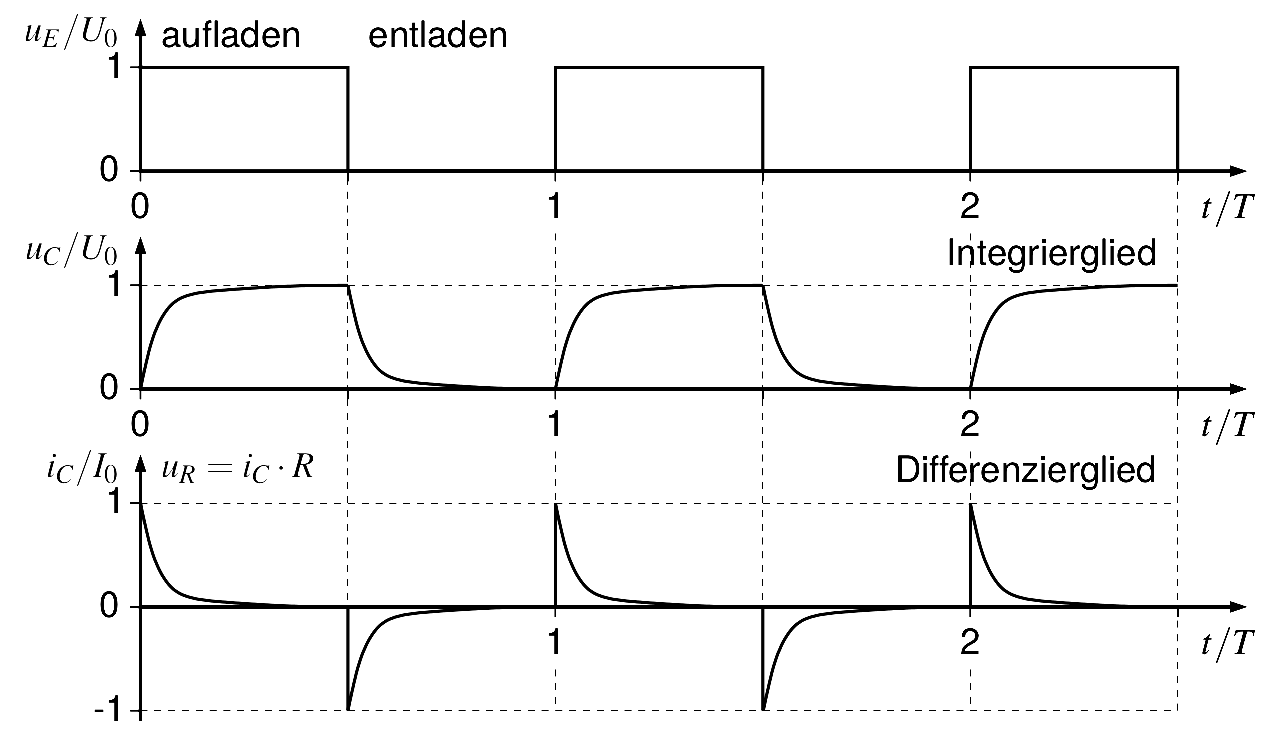 u_E/U_0 aufladen entladen
1
0
0 1 2 t/T
u_C/U_0 Integrierglied
1
0
0 1 2 t/T
i_C/I_0 u_R = i_C · R Differenzierglied
1
0
1 2 t/T
-1